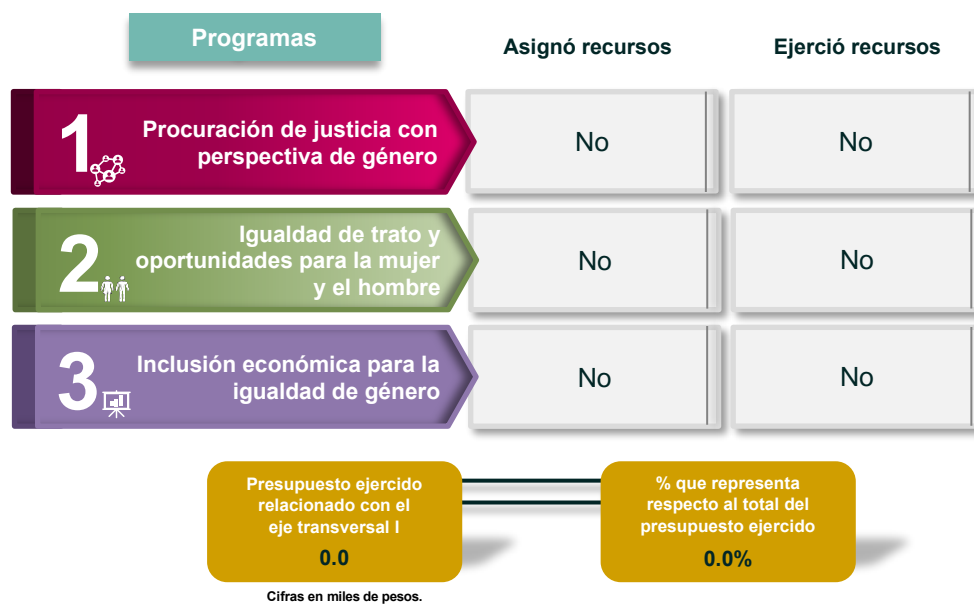 Programas
Asignó recursos
Ejerció recursos
1
Procuración de justicia con
perspectiva de género
No
No
2
Igualdad de trato y
oportunidades para la mujer
y el hombre
No
No
3
Inclusión económica para la
igualdad de género
No
No
Presupuesto ejercido
relacionado con el
eje transversal I
0.0
% que representa
respecto al total del
presupuesto ejercido
0.0%
Cifras en miles de pesos.